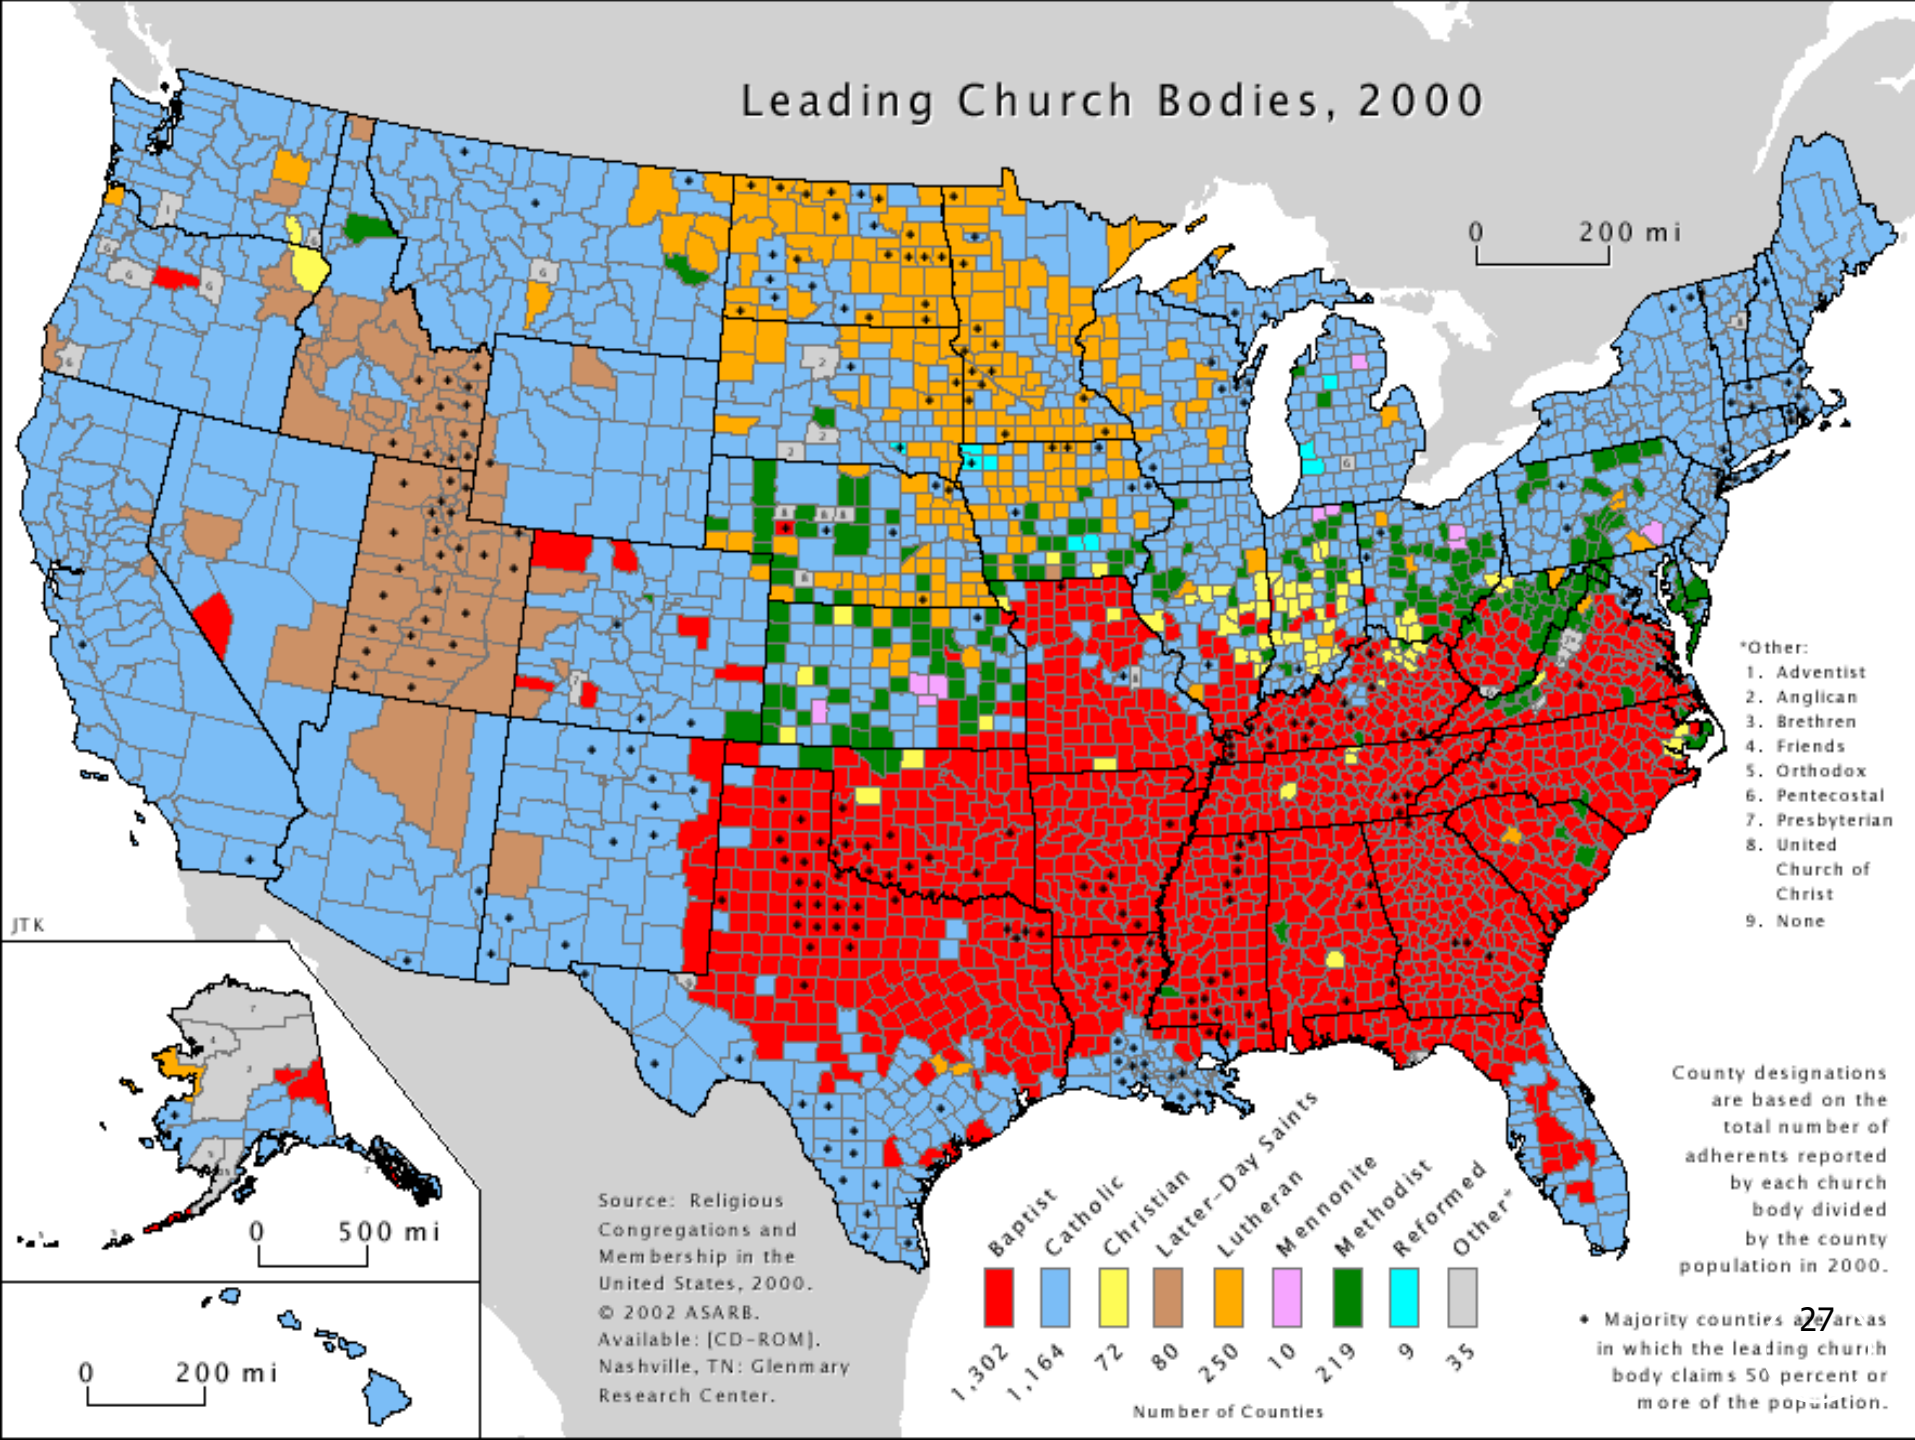 Leading Church Bodies, 2000
0 200 mi
*Other:
1. Adventist
2. Anglican
3. Brethren
4. Friends
5. Orthodox
6. Pentecostal
7. Presbyterian
8. United
Church of
Christ
9. None
JTK
County designations
are based on the
total number of
adherents reported
by each church
body divided
by the county
population in 2000.
Source: Religious
Congregations and
Membership in the
United States, 2000.
© 2002 ASARB.
Available: [CD-ROM].
Nashville, TN: Glenmary
Research Center.
Baptist
Catholic
Christian
Latter-Day Saints
Lutheran
Mennonite
Methodist
Reformed
Other*
1,302
1,164
72
80
250
10
219
9
35
Number of Counties
27
Majority counties are areas
in which the leading church
body claims 50 percent or
more of the population.
0 500 mi
0 200 mi